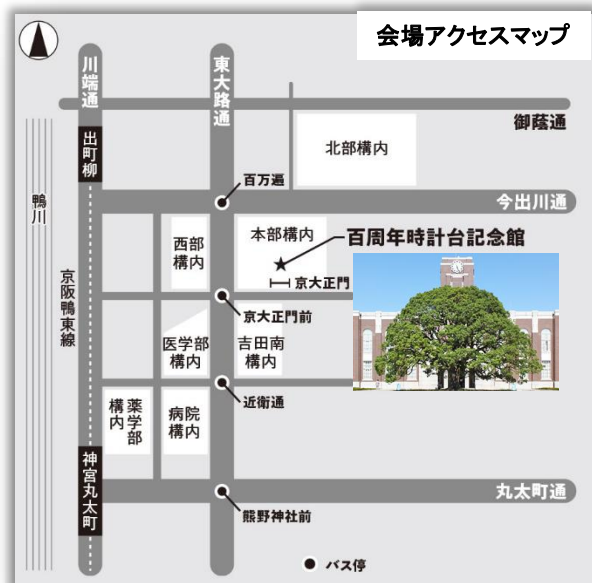 会場アクセスマップ
川端通
東大路通
御蔭通
出町柳
北部構内
百万遍
今出川通
鴨川
西部
構内
本部構内
百周年時計台記念館
京大正門
京阪鴨東線
京大正門前
医学部
構内
吉田南
構内
近衛通
薬学部
構内
病院
構内
神宮丸太町
丸太町通
熊野神社前
バス停